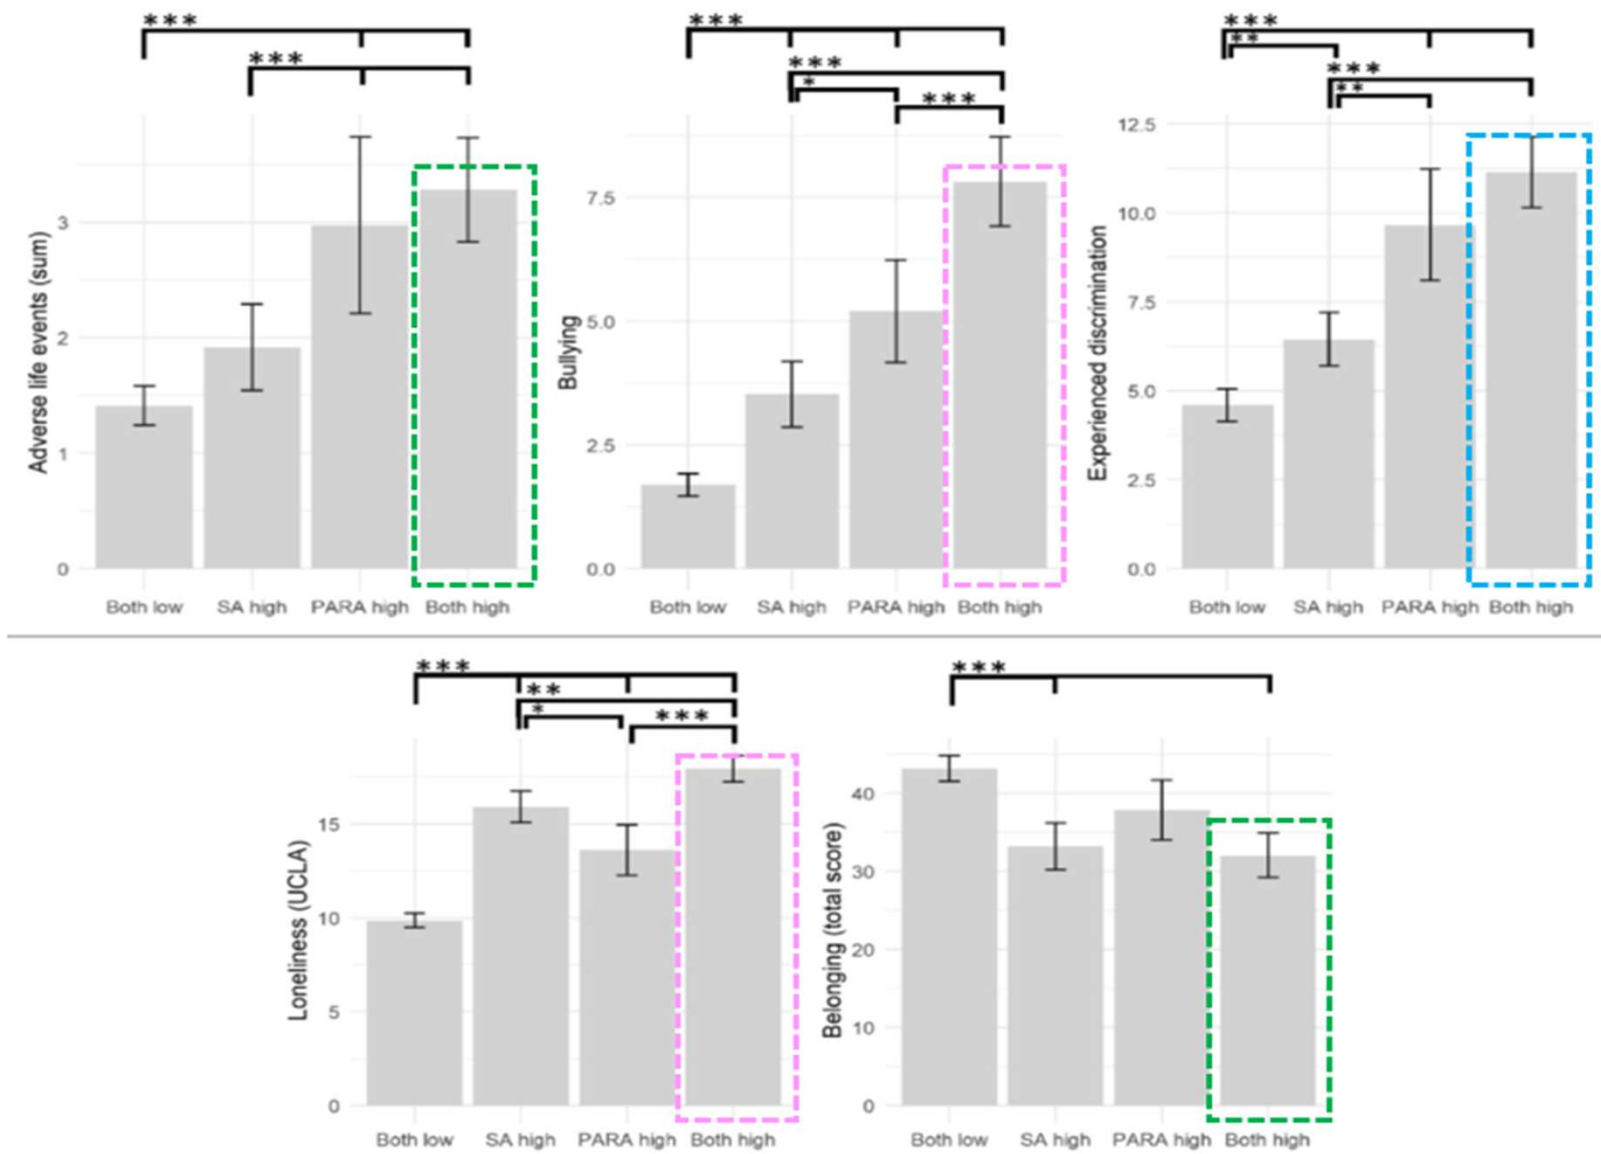 *** *** ***
**
*** *** ***
* **
***
Adverse life events (sum)
3
2
1
0
Both low SA high PARA high Both high
Bullying
7.5
5.0
2.5
0.0
Both low SA high PARA high Both high
Experienced discrimination
12.5
10.0
7.5
5.0
2.5
0.0
Both low SA high PARA high Both high
***
**
*
***
Loneliness (UCLA)
15
10
5
0
Both low SA high PARA high Both high
***
Belonging (total score)
40
30
20
10
0
Both low SA high PARA high Both high